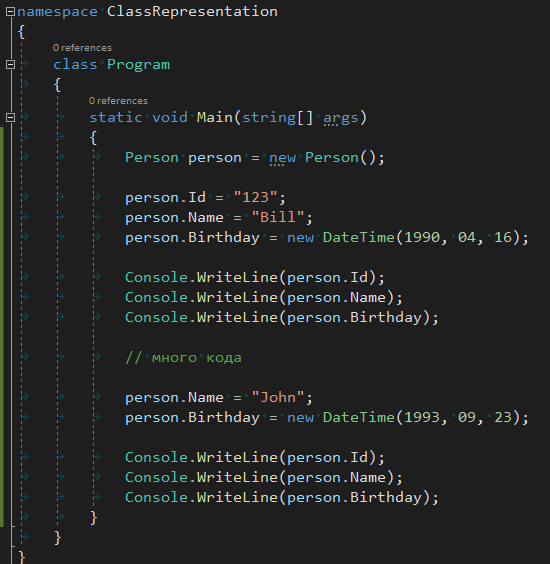 namespace ClassRepresentation
{
0 references
class Program
{
0 references
static void Main(string[] args)
{
Person person = new Person();
person.Id = "123";
person.Name = "Bill";
person.Birthday = new DateTime(1990, 04, 16);
Console.WriteLine(person.Id);
Console.WriteLine(person.Name);
Console.WriteLine(person.Birthday);
// много кода
person.Name = "John";
person.Birthday = new DateTime(1993, 09, 23);
Console.WriteLine(person.Id);
Console.WriteLine(person.Name);
Console.WriteLine(person.Birthday);
}
}
}